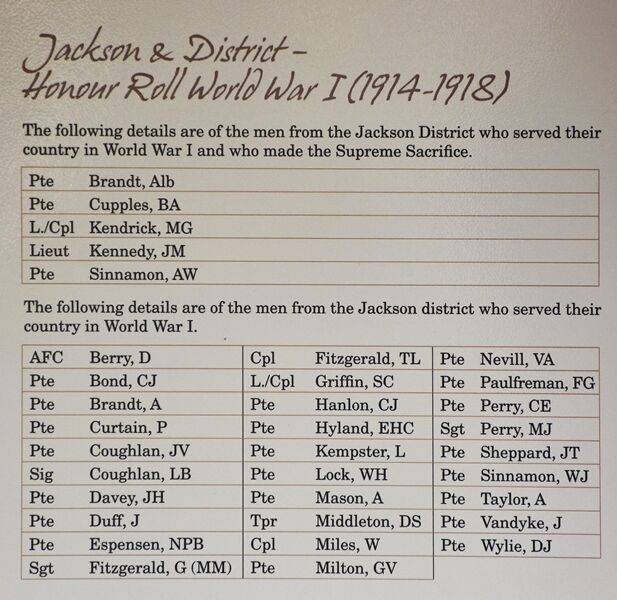 Jackson & District –
Honour Roll World War I (1914-1918)
The following details are of the men from the Jackson District who served their
country in World War I and who made the Supreme Sacrifice.
Pte Brandt, Alb
Pte Cupples, BA
L./Cpl Kendrick, MG
Lieut Kennedy, JM
Pte Sinnamon, AW
The following details are of the men from the Jackson district who served their
country in World War I.
AFC Berry, D Cpl Fitzgerald, TL Pte Nevill, VA
Pte Bond, CJ L./Cpl Griffin, SC Pte Paulfreman, FG
Pte Brandt, A Pte Hanlon, CJ Pte Perry, CE
Pte Curtain, P Pte Hyland, EHC Sgt Perry, MJ
Pte Coughlan, JV Pte Kempster, L Pte Sheppard, JT
Sig Coughlan, LB Pte Lock, WH Pte Sinnamon, WJ
Pte Davey, JH Pte Mason, A Pte Taylor, A
Pte Duff, J Tpr Middleton, DS Pte Vandyke, J
Pte Espensen, NPB Cpl Miles, W Pte Wylie, DJ
Sgt Fitzgerald, G (MM) Pte Milton, GV